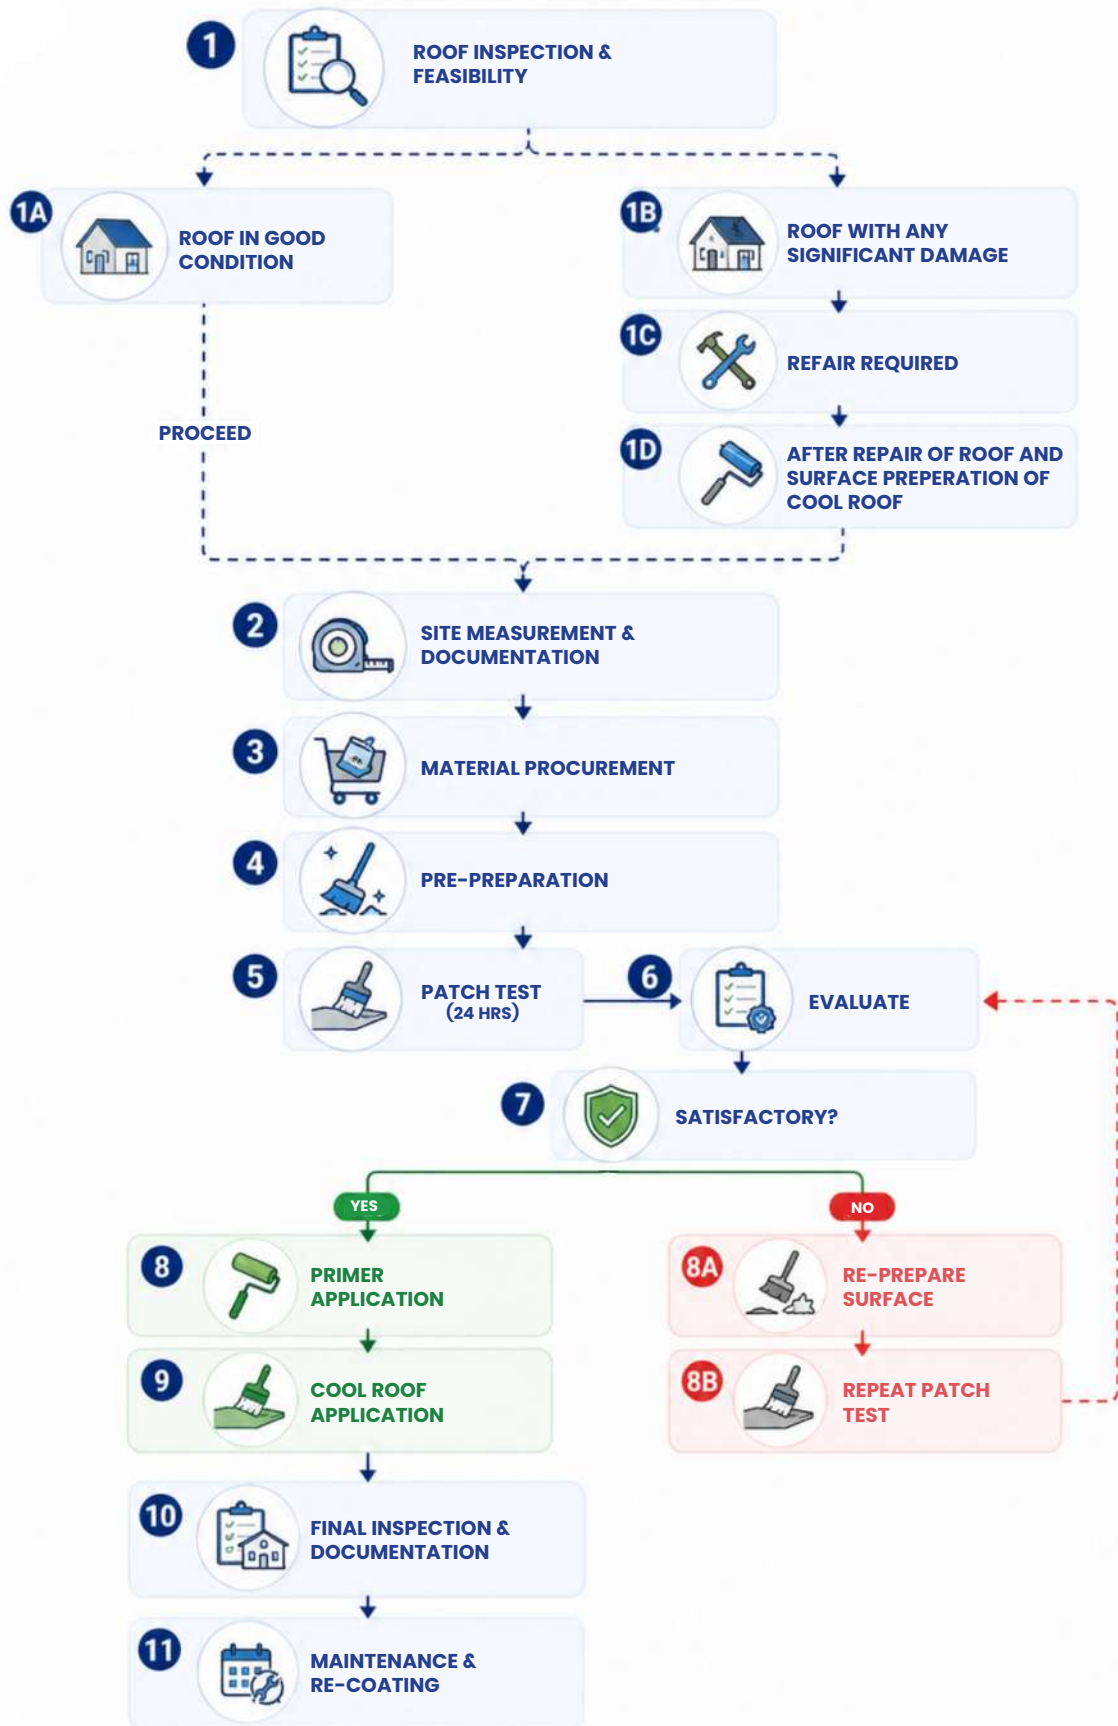 1
ROOF INSPECTION &
FEASIBILITY
1A
ROOF IN GOOD
CONDITION
1B
ROOF WITH ANY
SIGNIFICANT DAMAGE
1C
REFAIR REQUIRED
PROCEED
1D
AFTER REPAIR OF ROOF AND
SURFACE PREPERATION OF
COOL ROOF
2
SITE MEASUREMENT &
DOCUMENTATION
3
MATERIAL PROCUREMENT
4
PRE-PREPARATION
5
PATCH TEST
(24 HRS)
6
EVALUATE
7
SATISFACTORY?
YES
NO
8
PRIMER
APPLICATION
8A
RE-PREPARE
SURFACE
9
COOL ROOF
APPLICATION
8B
REPEAT PATCH
TEST
10
FINAL INSPECTION &
DOCUMENTATION
11
MAINTENANCE &
RE-COATING